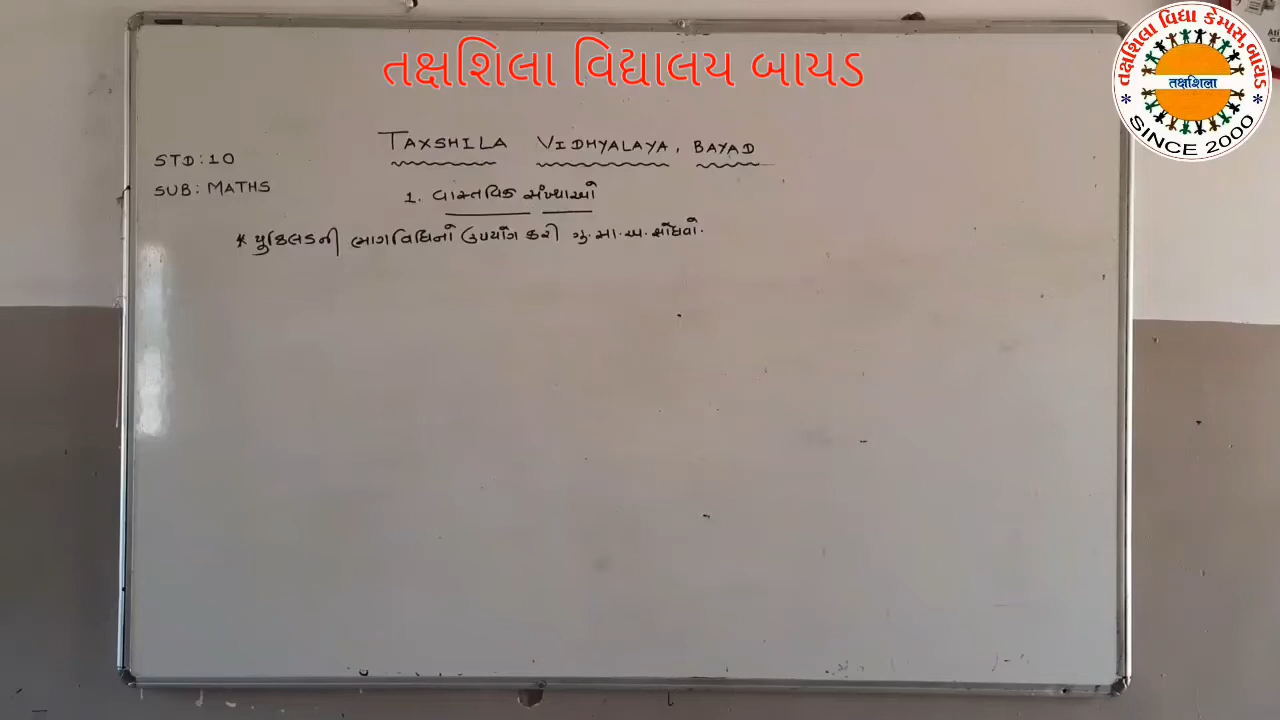 તક્ષશિલા વિદ્યાલય બાયડ
તક્ષશિલા વિદ્યા કેમ્પસ, બાયડ
તક્ષશિલા
* SINCE 2000 *
TAXSHILA VIDHYALAYA, BAYAD
STD: 10
SUB: MATHS
1. વાસ્તવિક સંખ્યાઓ
* યુક્લિડની ભાગવિધિનો ઉપયોગ કરી ગુ.સા.અ. શોધવો.